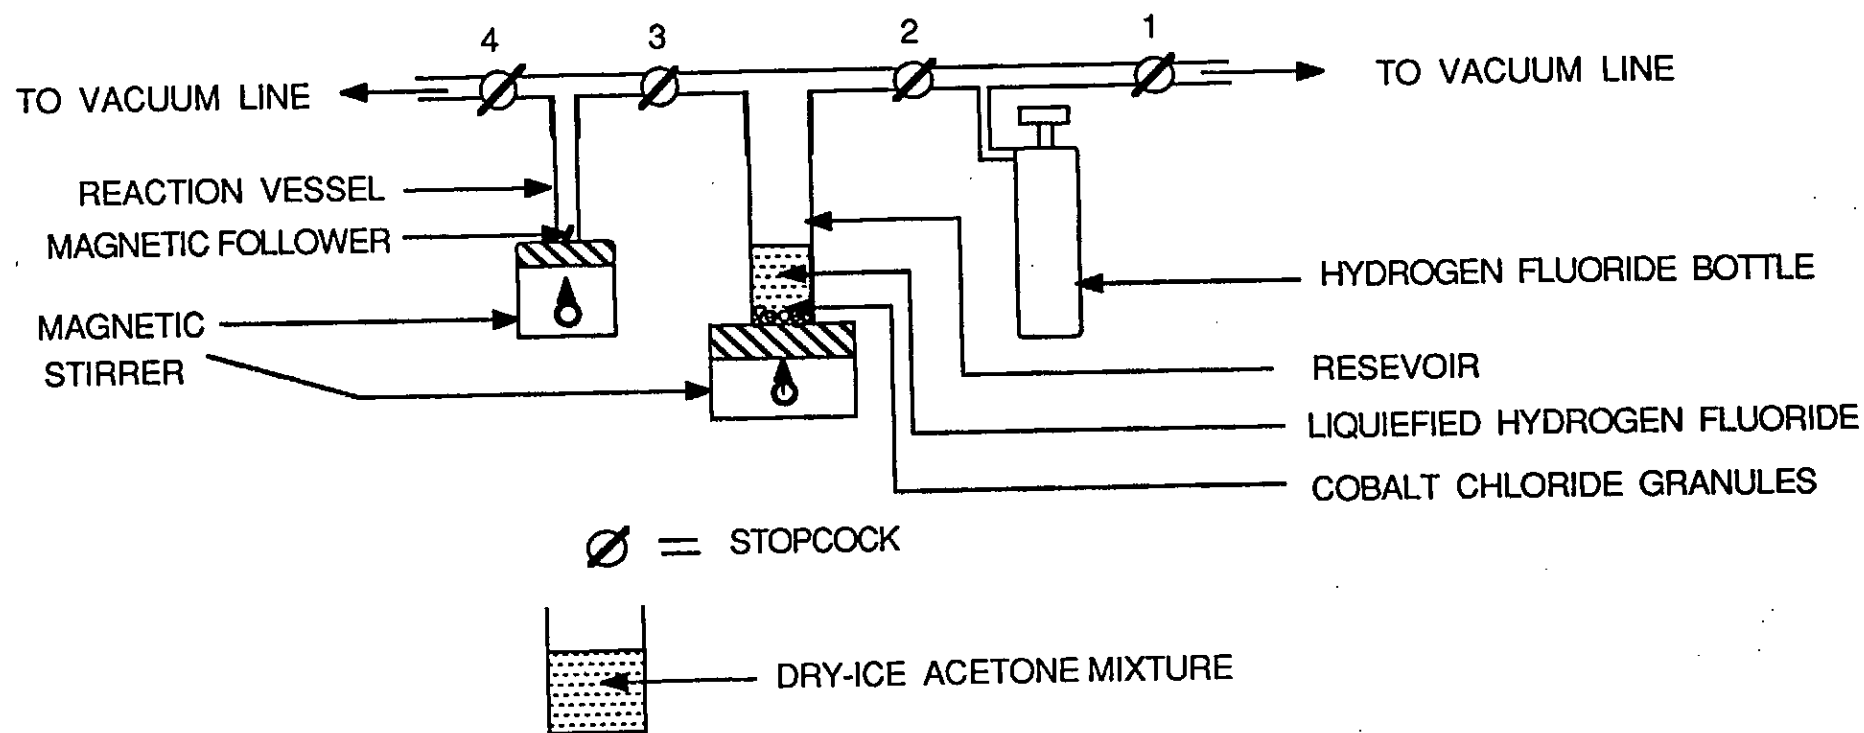 4
3
2
1
TO VACUUM LINE
TO VACUUM LINE
REACTION VESSEL
MAGNETIC FOLLOWER
HYDROGEN FLUORIDE BOTTLE
MAGNETIC
STIRRER
RESEVOIR
LIQUIEFIED HYDROGEN FLUORIDE
COBALT CHLORIDE GRANULES
= STOPCOCK
DRY-ICE ACETONE MIXTURE